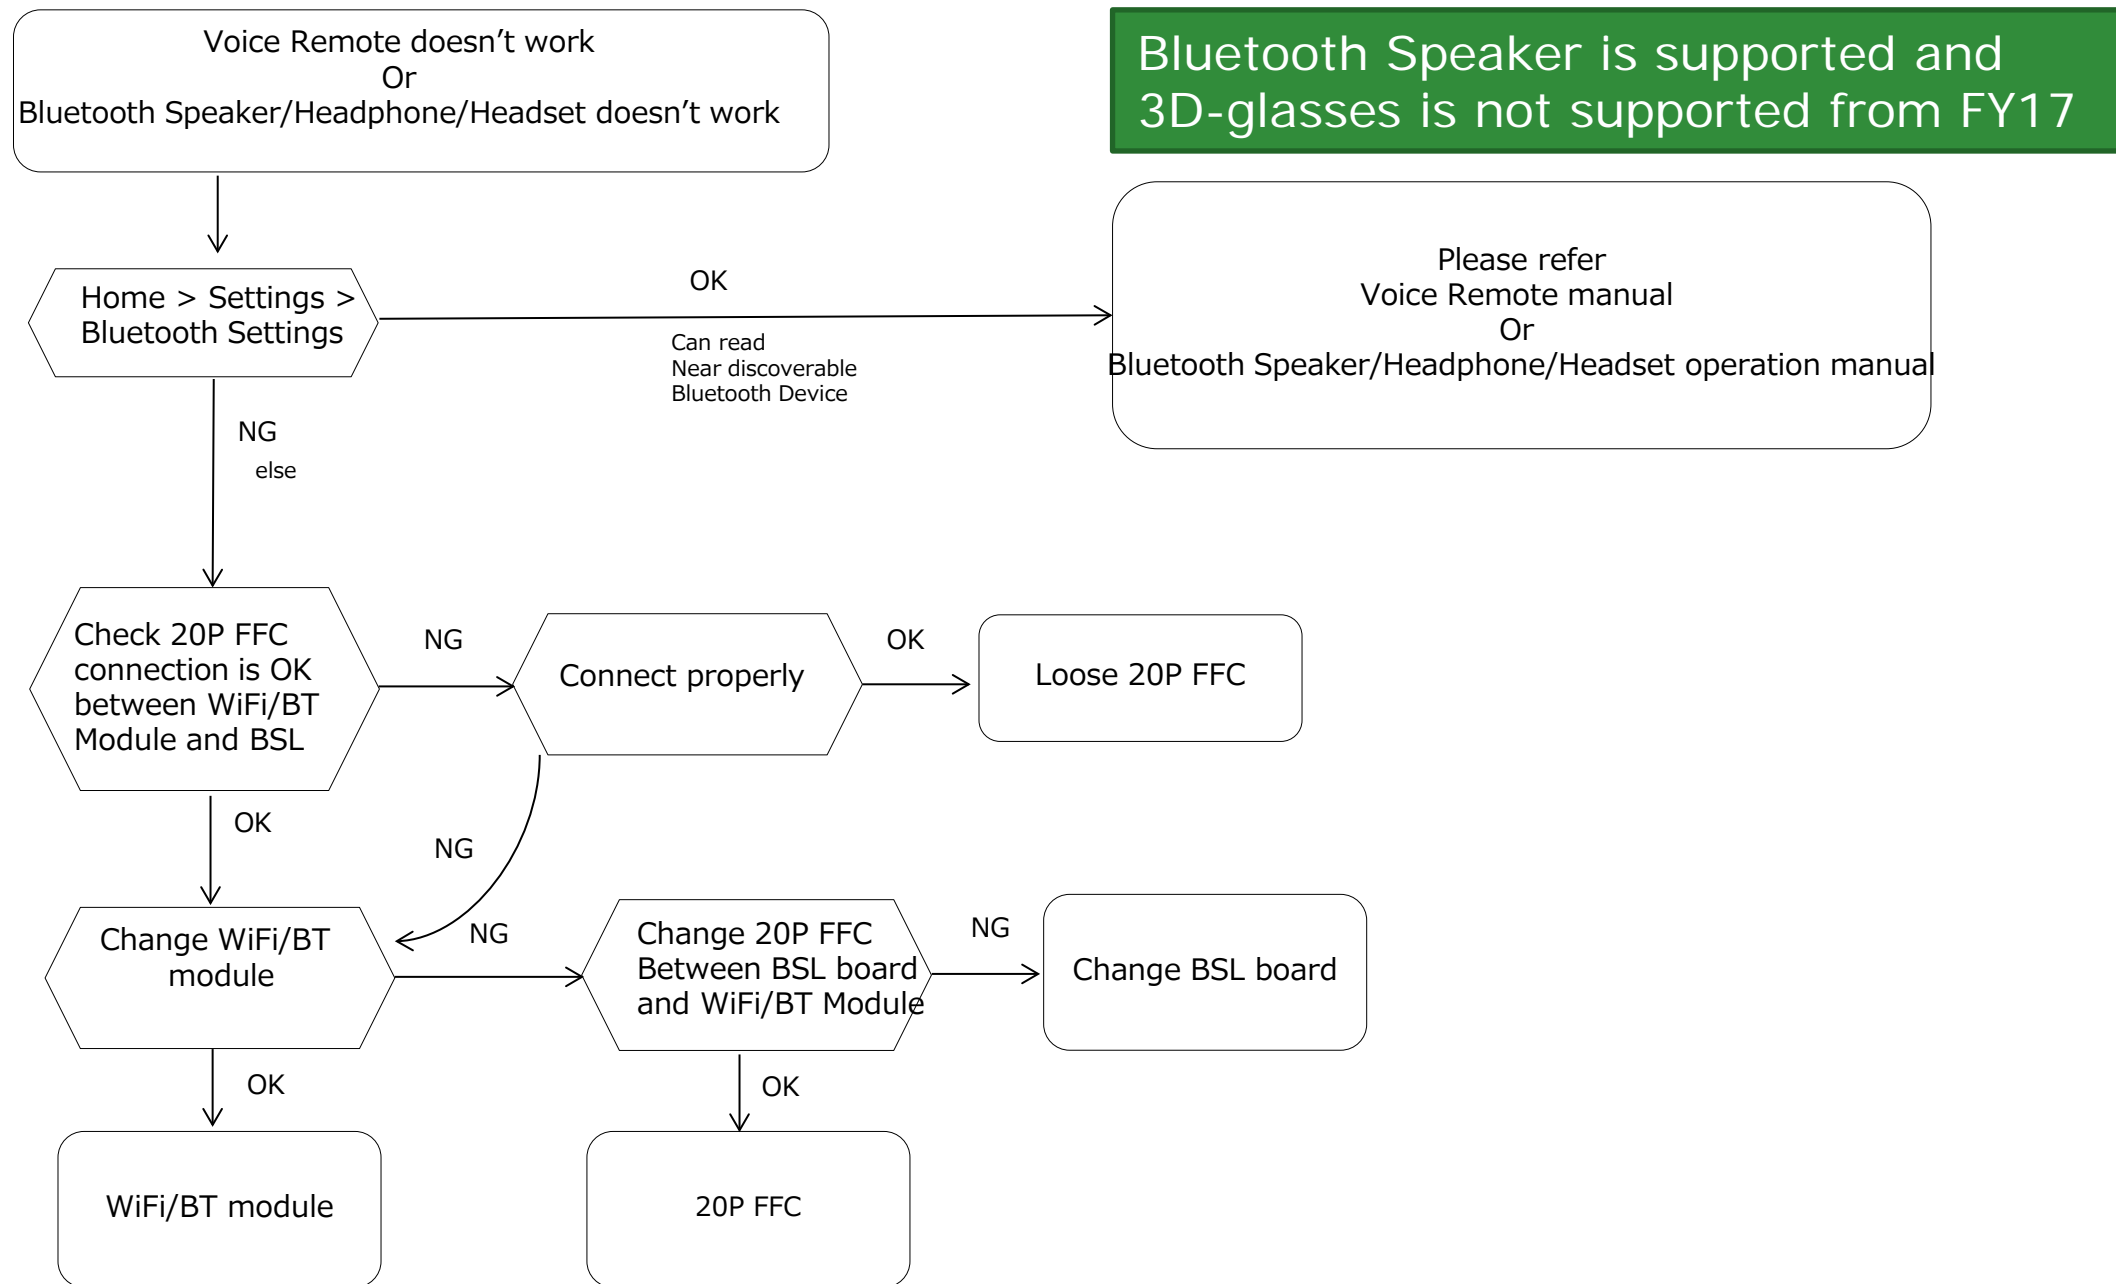 Voice Remote doesn’t work
Or
Bluetooth Speaker/Headphone/Headset doesn’t work
Bluetooth Speaker is supported and
3D-glasses is not supported from FY17
Home > Settings >
Bluetooth Settings
OK
Can read
Near discoverable
Bluetooth Device
Please refer
Voice Remote manual
Or
Bluetooth Speaker/Headphone/Headset operation manual
NG
else
Check 20P FFC
connection is OK
between WiFi/BT
Module and BSL
NG
Connect properly
OK
Loose 20P FFC
OK
NG
Change WiFi/BT
module
NG
Change 20P FFC
Between BSL board
and WiFi/BT Module
NG
Change BSL board
OK
OK
WiFi/BT module
20P FFC